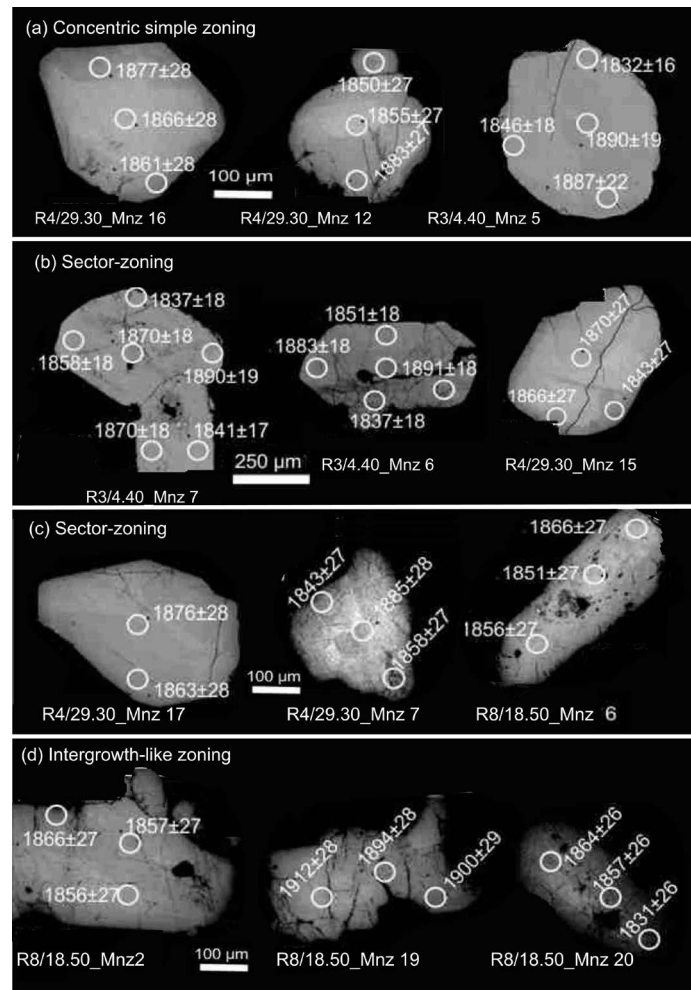 (a) Concentric simple zoning
1877±28
1866±28
1861±28
100 µm
R4/29.30_Mnz 16
1850±27
1855±27
1883±27
R4/29.30_Mnz 12
1832±16
1846±18
1890±19
1887±22
R3/4.40_Mnz 5
(b) Sector-zoning
1837±18
1870±18
1858±18
1890±19
1870±18
1841±17
R3/4.40_Mnz 7
250 µm
1851±18
1883±18
1891±18
1837±18
R3/4.40_Mnz 6
1870±27
1843±27
1866±27
R4/29.30_Mnz 15
(c) Sector-zoning
1876±28
1863±28
R4/29.30_Mnz 17
100 µm
1843±27
1885±28
1858±27
R4/29.30_Mnz 7
1866±27
1851±27
1856±27
R8/18.50_Mnz 6
(d) Intergrowth-like zoning
1866±27
1857±27
1856±27
R8/18.50_Mnz2
100 µm
1912±28
1894±28
1900±29
R8/18.50_Mnz 19
1864±26
1857±26
1831±26
R8/18.50_Mnz 20